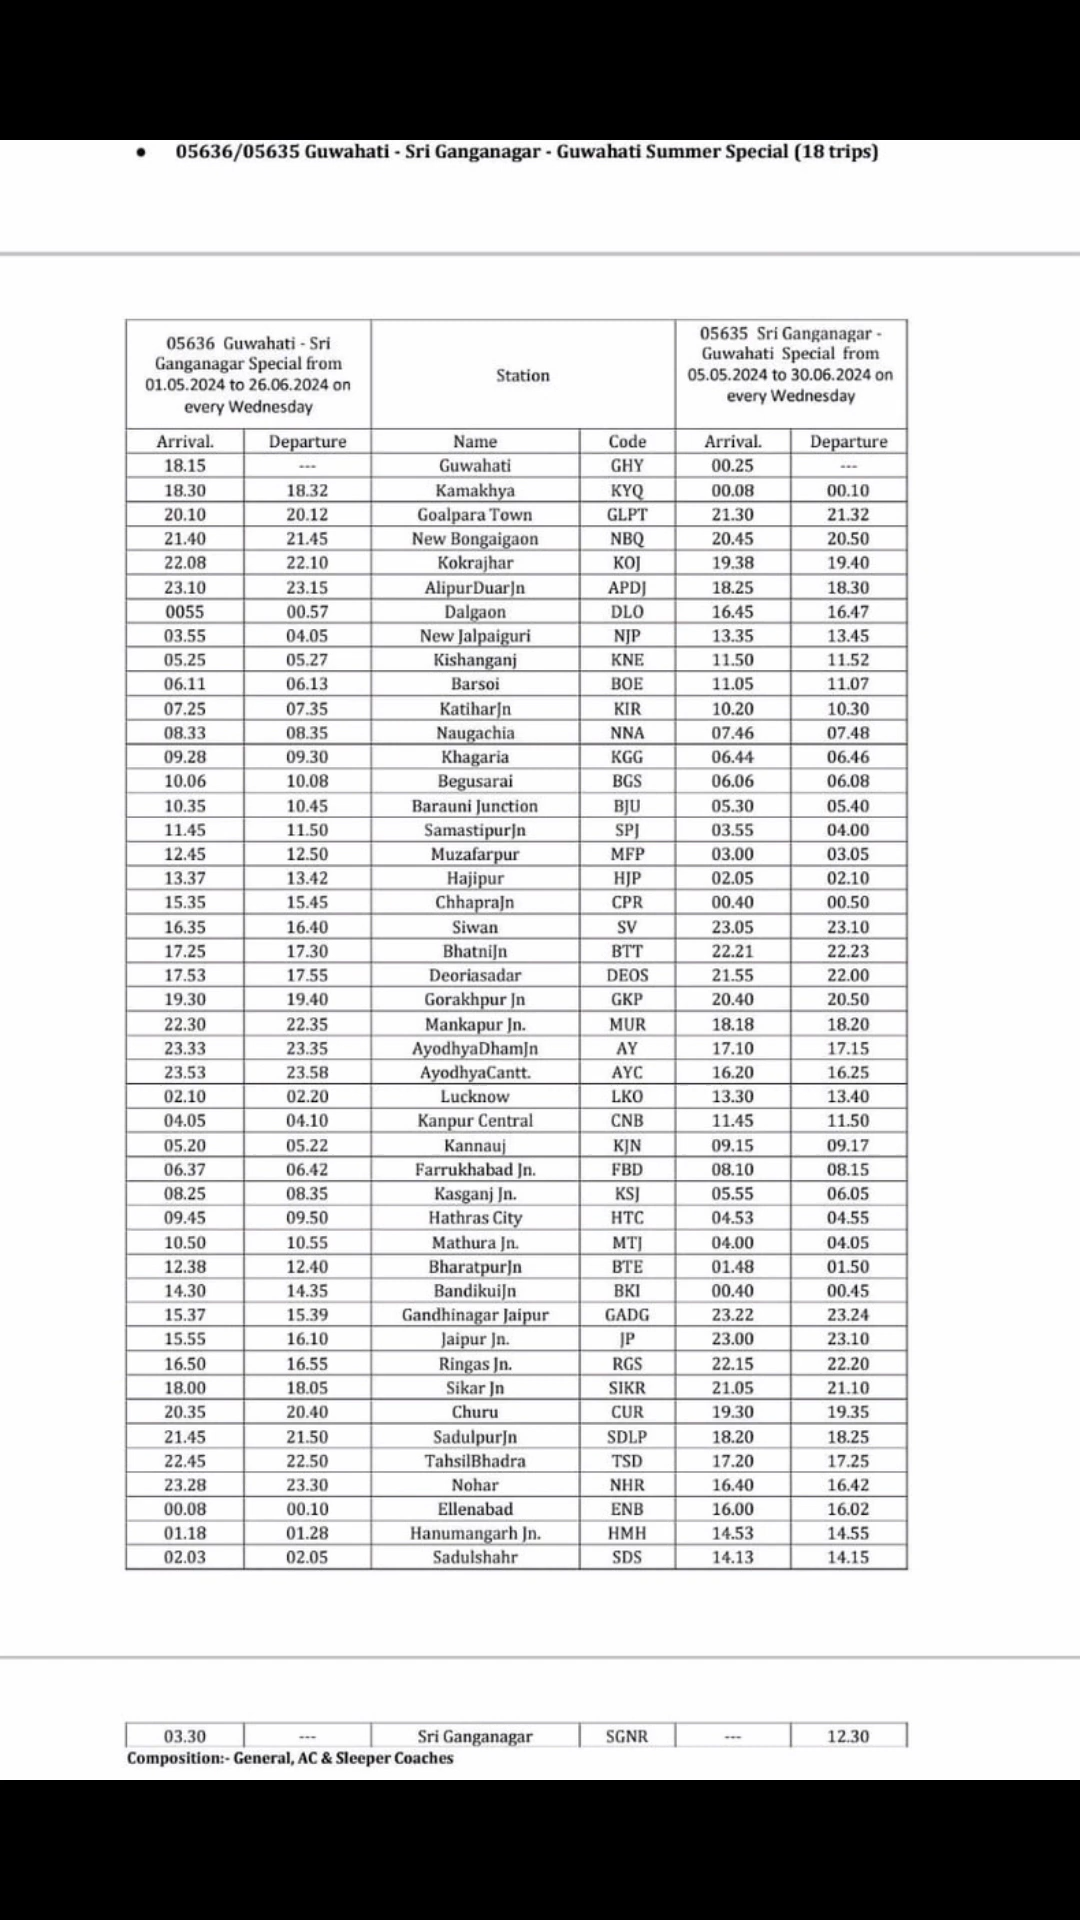 • 05636/05635 Guwahati - Sri Ganganagar - Guwahati Summer Special (18 trips)
05636 Guwahati - Sri
Ganganagar Special from
01.05.2024 to 26.06.2024 on
every Wednesday
Station
05635 Sri Ganganagar -
Guwahati Special from
05.05.2024 to 30.06.2024 on
every Wednesday
Arrival. Departure Name Code Arrival. Departure
18.15 --- Guwahati GHY 00.25 ---
18.30 18.32 Kamakhya KYQ 00.08 00.10
20.10 20.12 Goalpara Town GLPT 21.30 21.32
21.40 21.45 New Bongaigaon NBQ 20.45 20.50
22.08 22.10 Kokrajhar KOJ 19.38 19.40
23.10 23.15 AlipurDuarJn APDJ 18.25 18.30
0055 00.57 Dalgaon DLO 16.45 16.47
03.55 04.05 New Jalpaiguri NJP 13.35 13.45
05.25 05.27 Kishanganj KNE 11.50 11.52
06.11 06.13 Barsoi BOE 11.05 11.07
07.25 07.35 KatiharJn KIR 10.20 10.30
08.33 08.35 Naugachia NNA 07.46 07.48
09.28 09.30 Khagaria KGG 06.44 06.46
10.06 10.08 Begusarai BGS 06.06 06.08
10.35 10.45 Barauni Junction BJU 05.30 05.40
11.45 11.50 SamastipurJn SPJ 03.55 04.00
12.45 12.50 Muzafarpur MFP 03.00 03.05
13.37 13.42 Hajipur HJP 02.05 02.10
15.35 15.45 ChhapraJn CPR 00.40 00.50
16.35 16.40 Siwan SV 23.05 23.10
17.25 17.30 BhatniJn BTT 22.21 22.23
17.53 17.55 Deoriasadar DEOS 21.55 22.00
19.30 19.40 Gorakhpur Jn GKP 20.40 20.50
22.30 22.35 Mankapur Jn. MUR 18.18 18.20
23.33 23.35 AyodhyaDhamJn AY 17.10 17.15
23.53 23.58 AyodhyaCantt. AYC 16.20 16.25
02.10 02.20 Lucknow LKO 13.30 13.40
04.05 04.10 Kanpur Central CNB 11.45 11.50
05.20 05.22 Kannauj KJN 09.15 09.17
06.37 06.42 Farrukhabad Jn. FBD 08.10 08.15
08.25 08.35 Kasganj Jn. KSJ 05.55 06.05
09.45 09.50 Hathras City HTC 04.53 04.55
10.50 10.55 Mathura Jn. MTJ 04.00 04.05
12.38 12.40 BharatpurJn BTE 01.48 01.50
14.30 14.35 BandikuiJn BKI 00.40 00.45
15.37 15.39 Gandhinagar Jaipur GADG 23.22 23.24
15.55 16.10 Jaipur Jn. JP 23.00 23.10
16.50 16.55 Ringas Jn. RGS 22.15 22.20
18.00 18.05 Sikar Jn SIKR 21.05 21.10
20.35 20.40 Churu CUR 19.30 19.35
21.45 21.50 SadulpurJn SDLP 18.20 18.25
22.45 22.50 TahsilBhadra TSD 17.20 17.25
23.28 23.30 Nohar NHR 16.40 16.42
00.08 00.10 Ellenabad ENB 16.00 16.02
01.18 01.28 Hanumangarh Jn. HMH 14.53 14.55
02.03 02.05 Sadulshahr SDS 14.13 14.15
03.30 --- Sri Ganganagar SGNR --- 12.30
Composition:- General, AC & Sleeper Coaches